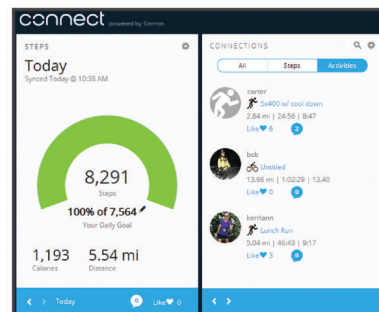 connect powered by Garmin
STEPS
Today
Synced Today @ 10:38 AM
8,291
Steps
100% of 7,564
Your Daily Goal
1,193
Calories
5.54 mi
Distance
Today
0
Like 0
CONNECTIONS
All
Steps
Activities
carter
5x400 w/ cool down
2.84 mi | 24:56 | 8:47
Like 6
2
bob
Untitled
13.96 mi | 1:02:29 | 13.40
Like 0
0
kerriann
Lunch Run
5.04 mi | 46:43 | 9:17
Like 3
0